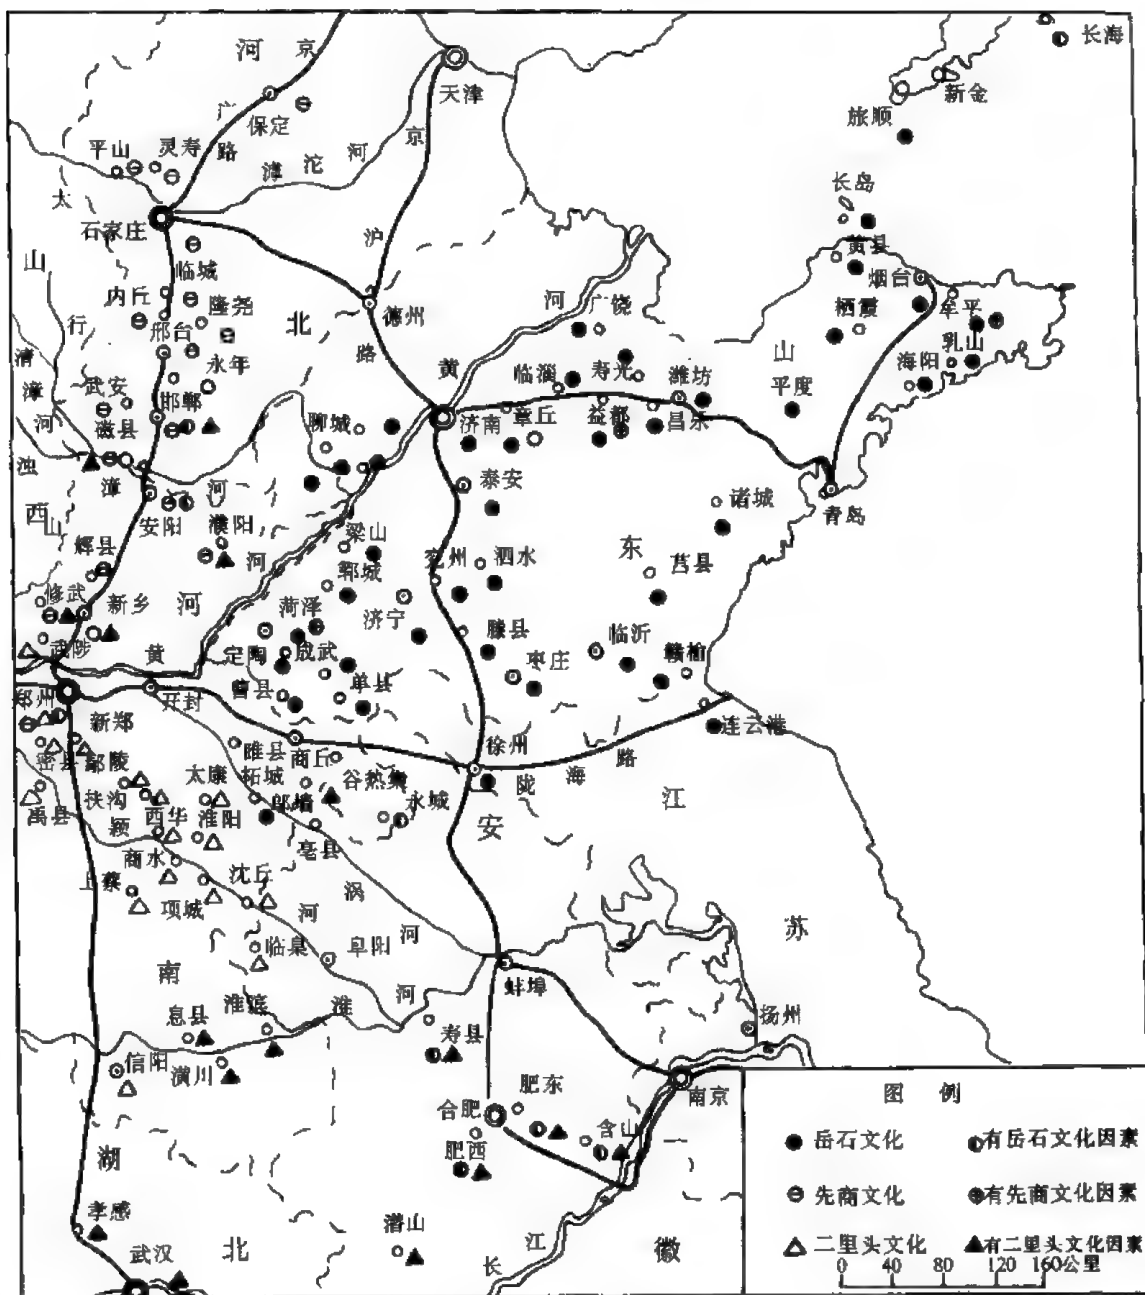 河
京
长海
天津
广
保定
京
新金
旅顺
平山
灵寿
路
漳 沱 河
太
长岛
石家庄
沪
黄县
山
临城
烟台
内丘
隆尧
河
广饶
行
邢台
北
德州
栖霞
牟平
清
永年
路
黄
山
乳山
漳
武安
临淄
寿光
潍坊
海阳
河
邯郸
平度
磁县
聊城
济南
章丘
益都
昌乐
浊
漳
河
泰安
西
山
安阳
濮阳
诸城
青岛
辉县
河
梁山
兖州
泗水
东
莒县
修武
新乡
河
郓城
菏泽
济宁
滕县
临沂
赣榆
武陟
黄
定陶
成武
枣庄
曹县
单县
郑州
新郑
开封
连云港
密县
鄢陵
睢县
商丘
徐州
陇
海
路
太康
柘城
谷热集
永城
江
禹县
扶沟
西华
淮阳
鄢墙
安
颍
商水
亳县
上蔡
沈丘
涡
项城
河
河
苏
临泉
阜阳
南
蚌埠
淮滨
淮
河
息县
寿县
扬州
信阳
潢川
南京
肥东
合肥
含山
肥西
湖
孝感
潜山
江
武汉
北
长
徽
图 例
岳石文化
有岳石文化因素
先商文化
有先商文化因素
二里头文化
有二里头文化因素
0 40 80 120 160公里